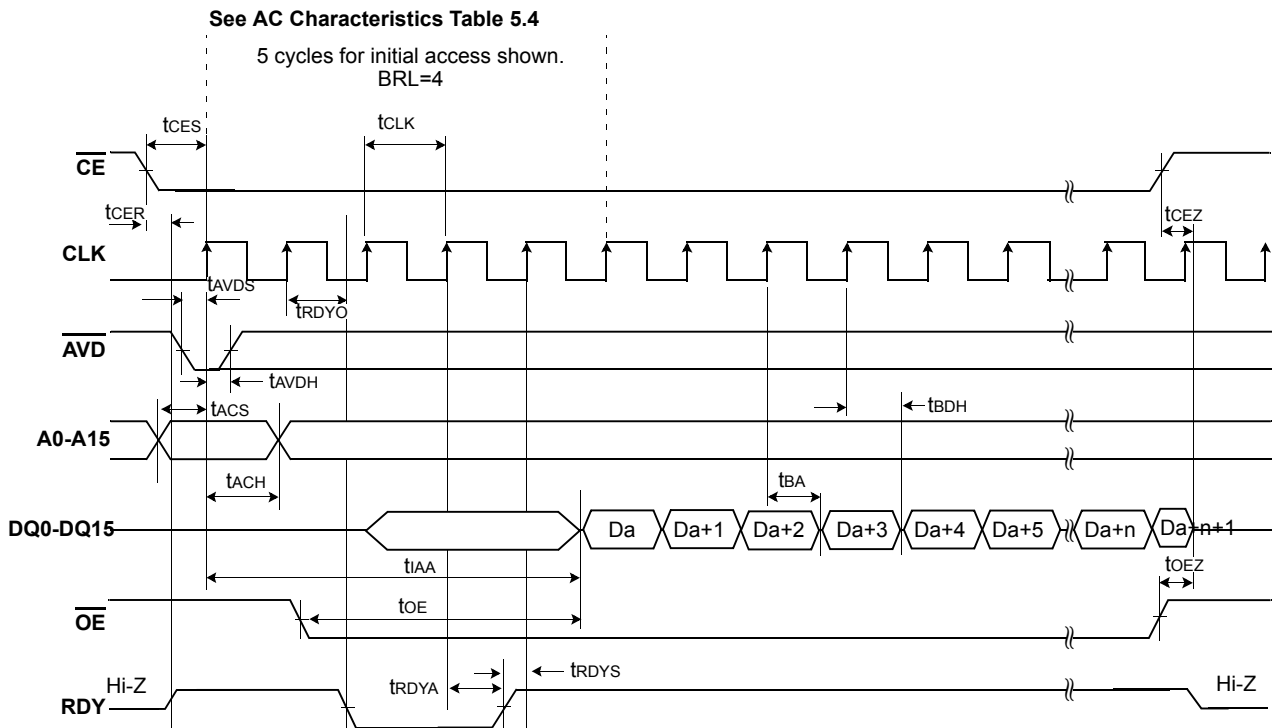 See AC Characteristics Table 5.4
5 cycles for initial access shown.
BRL=4
tCES
tCLK
CE
tCER
tCEZ
CLK
tAVDS
tRDYO
AVD
tAVDH
tACS
tBDH
A0-A15
tACH
tBA
DQ0-DQ15
Da
Da+1
Da+2
Da+3
Da+4
Da+5
Da+n
Da+n+1
tIAA
tOEZ
tOE
OE
tRDYS
Hi-Z
tRDYA
Hi-Z
RDY